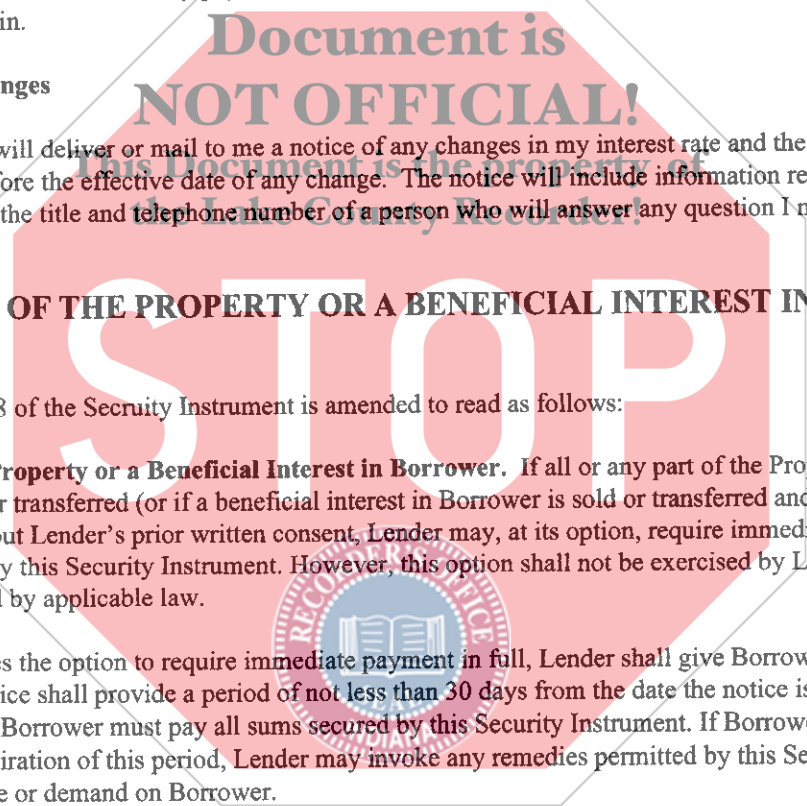 in.
Document is
NOT OFFICIAL!
nges
will deliver or mail to me a notice of any changes in my interest rate and the
This Document is the property of
ore the effective date of any change. The notice will include information re
the Lake County Recorder!
the title and telephone number of a person who will answer any question I
OF THE PROPERTY OR A BENEFICIAL INTEREST IN
STOP
8 of the Secruity Instrument is amended to read as follows:
Property or a Beneficial Interest in Borrower. If all or any part of the Pro
r transferred (or if a beneficial interest in Borrower is sold or transferred and
out Lender's prior written consent, Lender may, at its option, require immedi
y this Security Instrument. However, this option shall not be exercised by L
d by applicable law.
RECORDER'S OFFICE
es the option to require immediate payment in full, Lender shall give Borrow
ice shall provide a period of not less than 30 days from the date the notice is
Borrower must pay all sums secured by this Security Instrument. If Borrowe
iration of this period, Lender may invoke any remedies permitted by this Se
e or demand on Borrower.